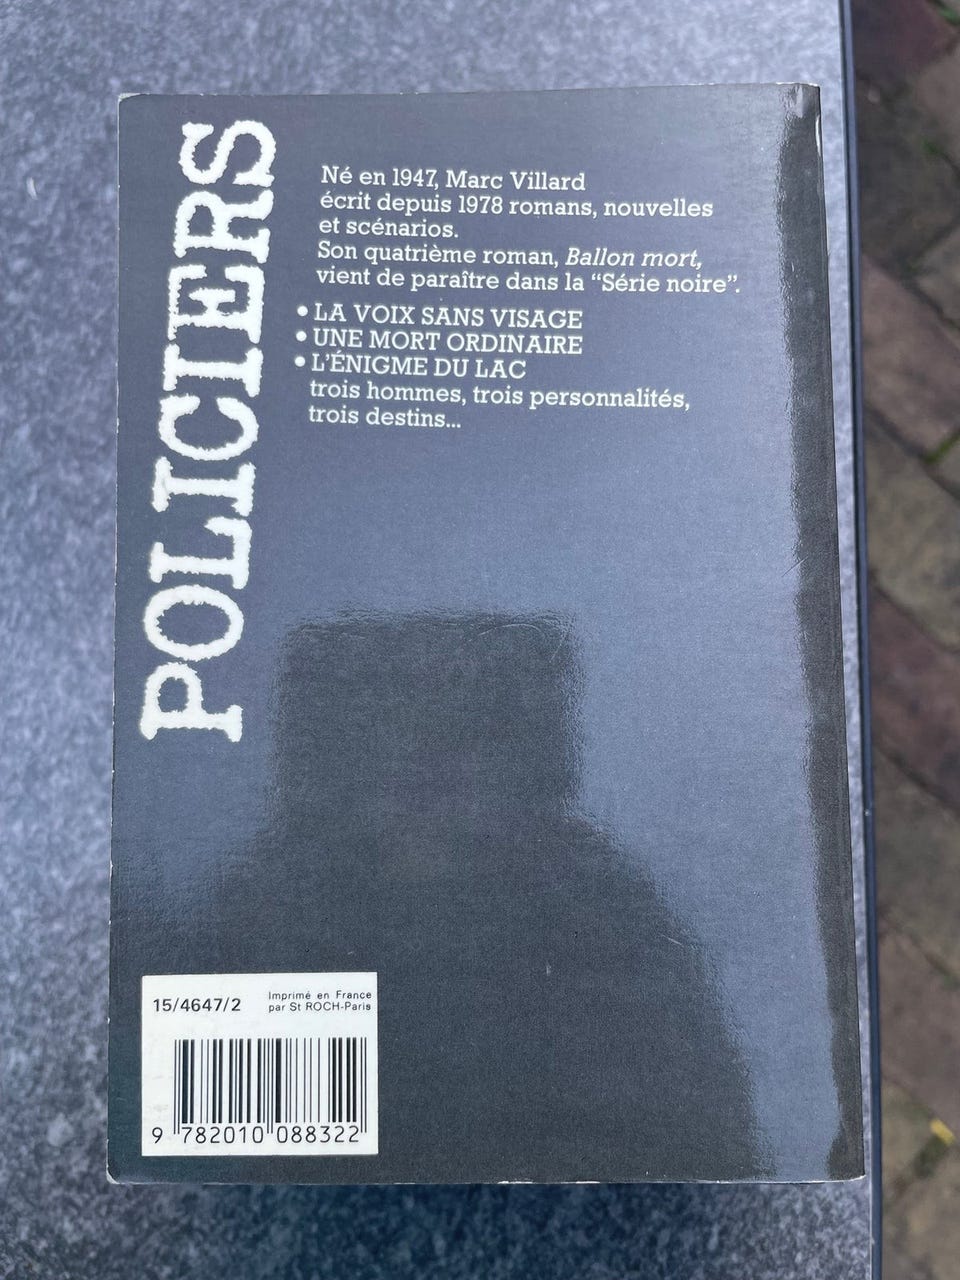 POLICIERS
Né en 1947, Marc Villard
écrit depuis 1978 romans, nouvelles
et scénarios.
Son quatrième roman, Ballon mort,
vient de paraître dans la “Série noire”.
• LA VOIX SANS VISAGE
• UNE MORT ORDINAIRE
• L’ÉNIGME DU LAC
trois hommes, trois personnalités,
trois destins...
15/4647/2
Imprimé en France
par St ROCH-Paris
9 782010 088322